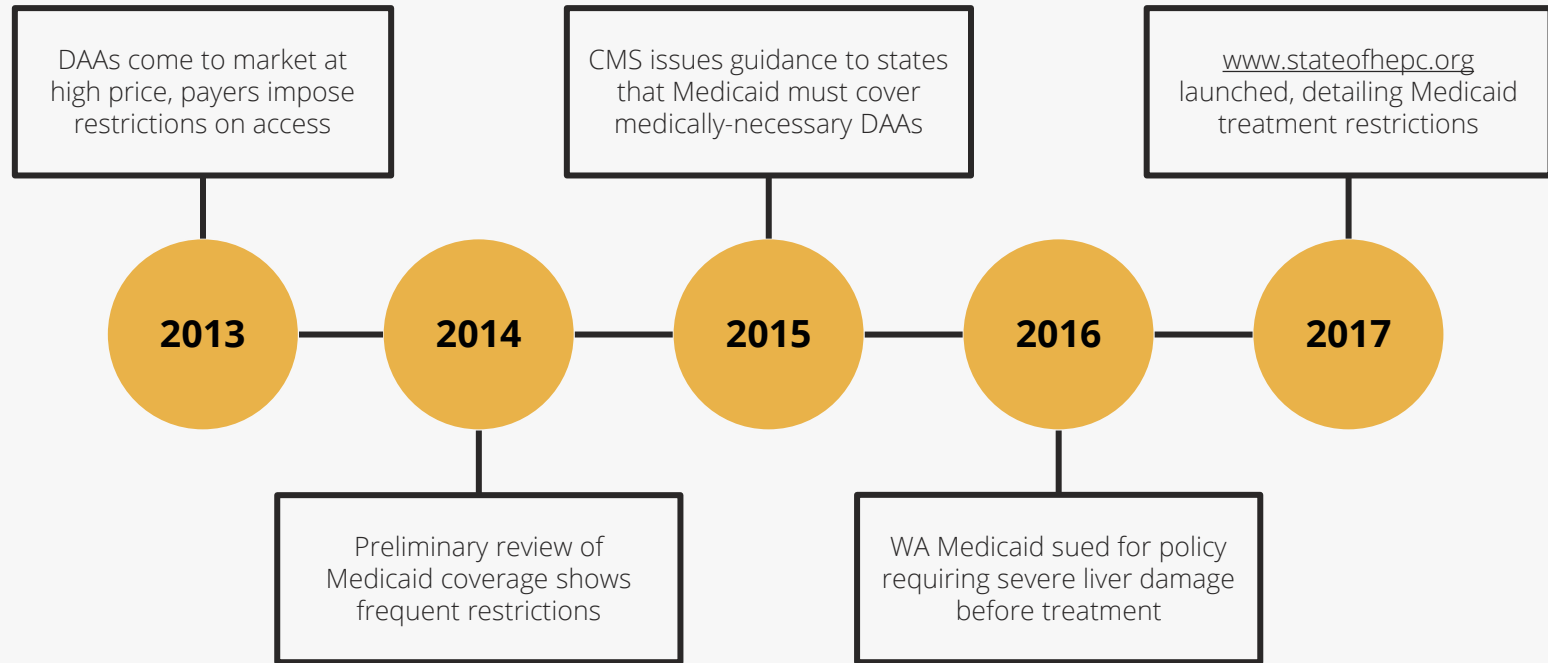 DAAs come to market at
high price, payers impose
restrictions on access
CMS issues guidance to states
that Medicaid must cover
medically-necessary DAAs
www.stateofhepc.org
launched, detailing Medicaid
treatment restrictions
2013
2014
2015
2016
2017
Preliminary review of
Medicaid coverage shows
frequent restrictions
WA Medicaid sued for policy
requiring severe liver damage
before treatment